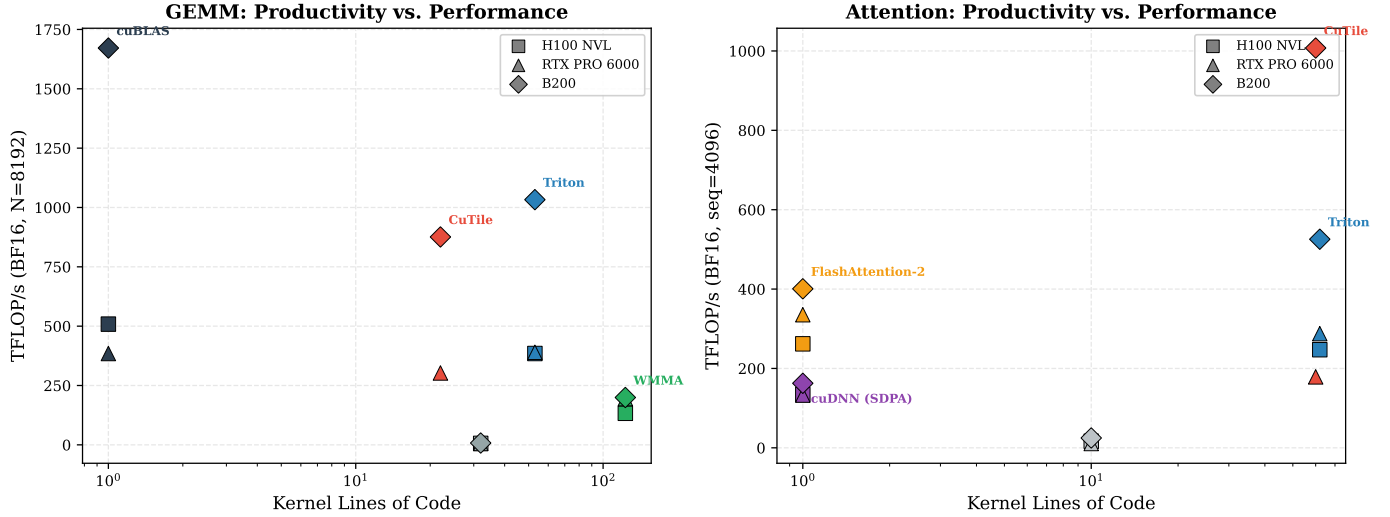 GEMM: Productivity vs. Performance
TFLOP/s (BF16, N=8192)
1750
1500
1250
1000
750
500
250
0
cuBLAS
CuTile
Triton
WMMA
H100 NVL
RTX PRO 6000
B200
10⁰
10¹
10²
Kernel Lines of Code
Attention: Productivity vs. Performance
TFLOP/s (BF16, seq=4096)
1000
800
600
400
200
0
CuTile
H100 NVL
RTX PRO 6000
B200
Triton
FlashAttention-2
cuDNN (SDPA)
10⁰
10¹
Kernel Lines of Code